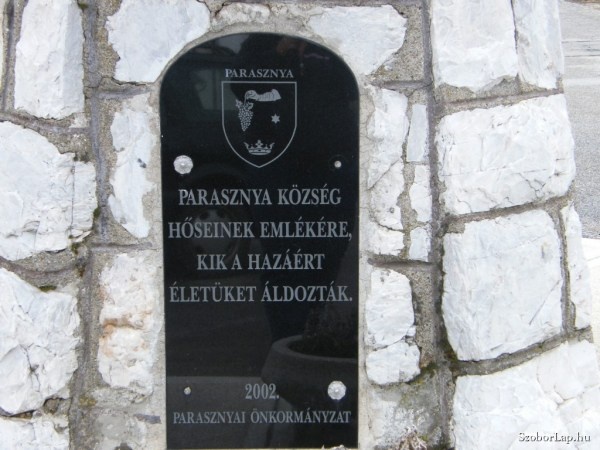 PARASZNYA
PARASZNYA KÖZSÉG
HŐSEINEK EMLÉKÉRE,
KIK A HAZÁÉRT
ÉLETÜKET ÁLDOZTÁK.
2002.
PARASZNYAI ÖNKORMÁNYZAT
SzoborLap.hu